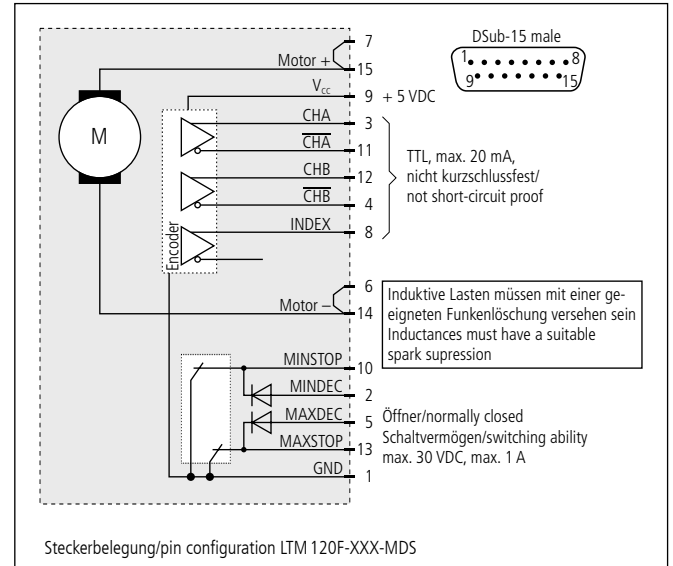 DSub-15 male
1 8
9 15
7
Motor +
15
Vcc
9 + 5 VDC
CHA
3
CHA
11
CHB
12
CHB
4
INDEX
8
TTL, max. 20 mA,
nicht kurzschlussfest/
not short-circuit proof
M
Encoder
6
Motor –
14
Induktive Lasten müssen mit einer ge-
eigneten Funkenlöschung versehen sein
Inductances must have a suitable
spark supression
MINSTOP
10
MINDEC
2
MAXDEC
5
MAXSTOP
13
GND
1
Öffner/normally closed
Schaltvermögen/switching ability
max. 30 VDC, max. 1 A
Steckerbelegung/pin configuration LTM 120F-XXX-MDS